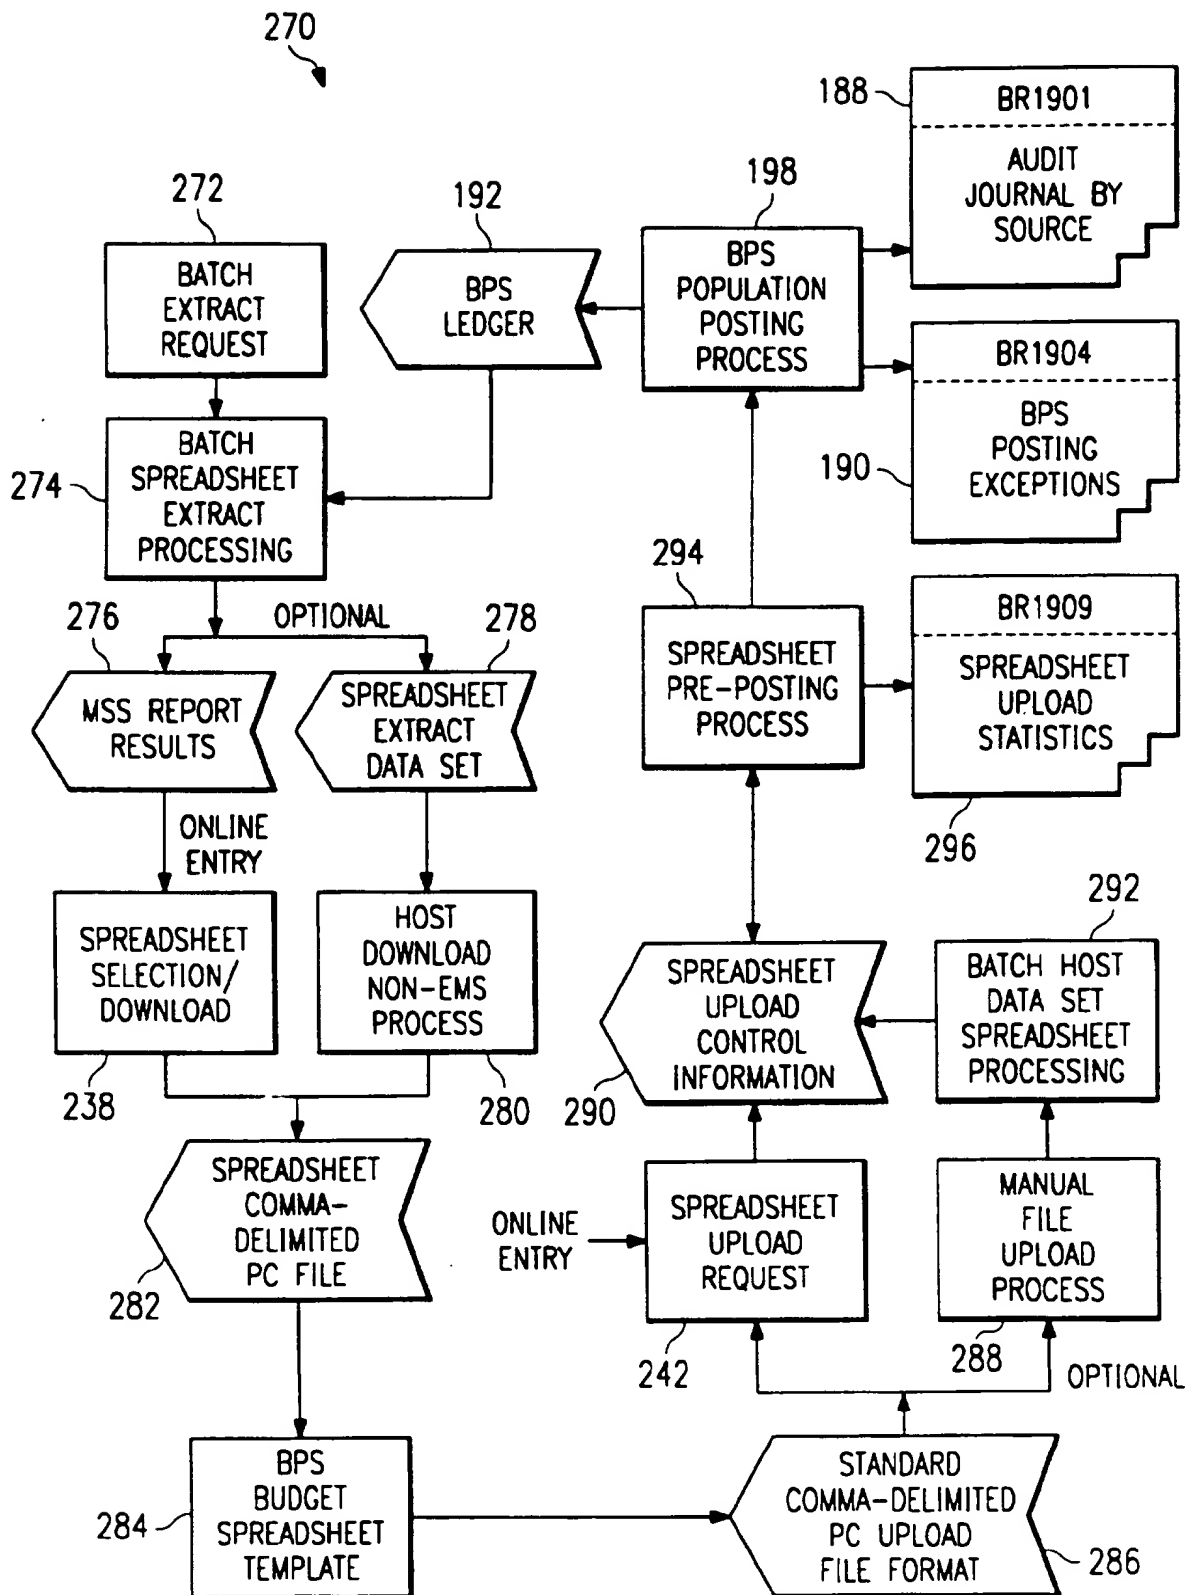 270
188
BR1901
AUDIT
JOURNAL BY
SOURCE
272
192
198
BATCH
EXTRACT
REQUEST
BPS
LEDGER
BPS
POPULATION
POSTING
PROCESS
BR1904
BPS
POSTING
EXCEPTIONS
190
274
BATCH
SPREADSHEET
EXTRACT
PROCESSING
294
276
OPTIONAL
278
MSS REPORT
RESULTS
SPREADSHEET
EXTRACT
DATA SET
SPREADSHEET
PRE-POSTING
PROCESS
BR1909
SPREADSHEET
UPLOAD
STATISTICS
296
ONLINE
ENTRY
292
SPREADSHEET
SELECTION/
DOWNLOAD
HOST
DOWNLOAD
NON-EMS
PROCESS
SPREADSHEET
UPLOAD
CONTROL
INFORMATION
BATCH HOST
DATA SET
SPREADSHEET
PROCESSING
238
280
290
SPREADSHEET
COMMA-
DELIMITED
PC FILE
282
ONLINE
ENTRY
SPREADSHEET
UPLOAD
REQUEST
MANUAL
FILE
UPLOAD
PROCESS
242
288
OPTIONAL
284
BPS
BUDGET
SPREADSHEET
TEMPLATE
STANDARD
COMMA-DELIMITED
PC UPLOAD
FILE FORMAT
286